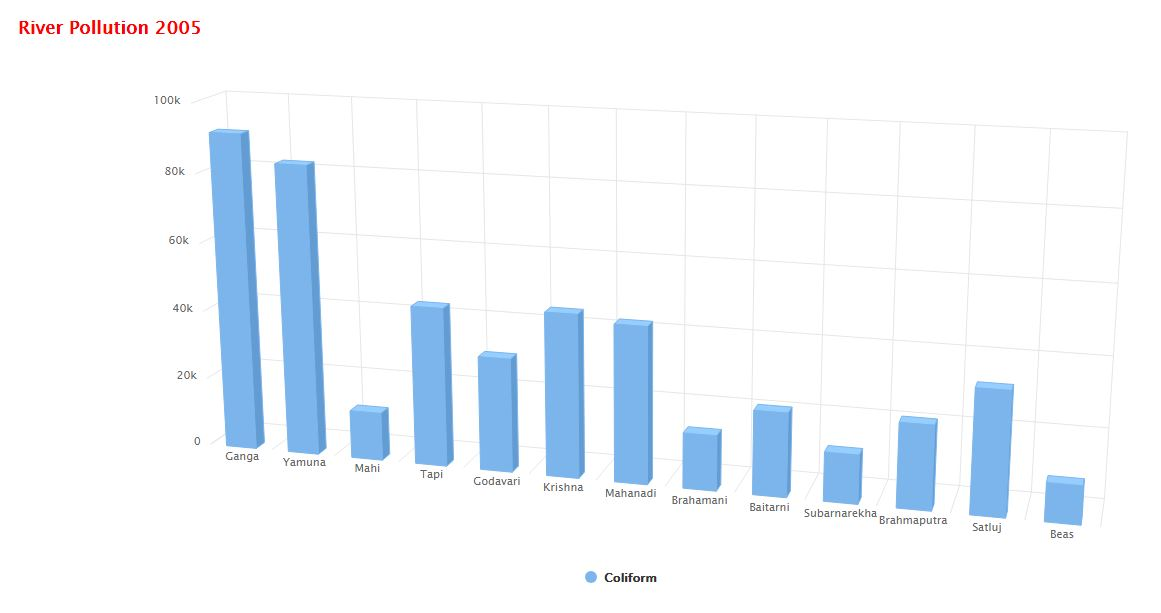 River Pollution 2005
100k
80k
60k
40k
20k
0
Ganga
Yamuna
Mahi
Tapi
Godavari
Krishna
Mahanadi
Brahamani
Baitarni
Subarnarekha
Brahmaputra
Satluj
Beas
Coliform